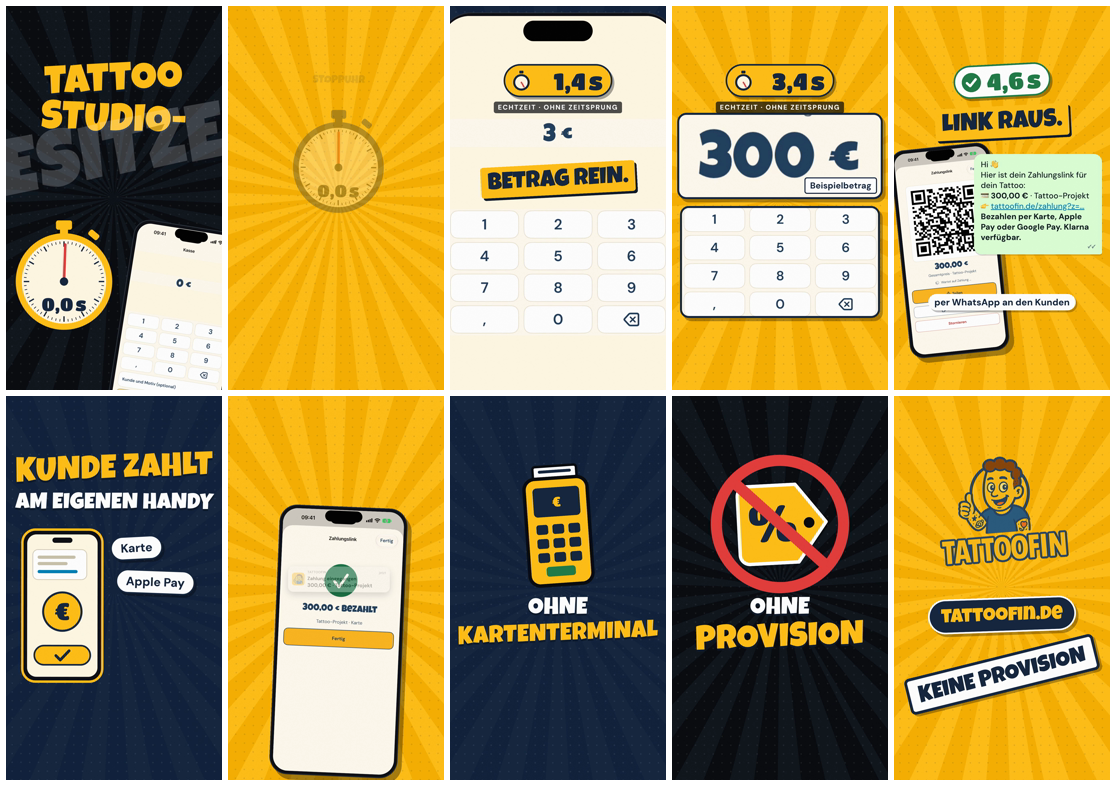 TATTOO
STUDIO-
ESITZE
0,0s
09:41
Kasse
0 €
1 2 3
4 5 6
7 8 9
, 0
Kunde und Motiv (optional)
STOPPUHR
0,0s
1,4s
ECHTZEIT · OHNE ZEITSPRUNG
3 €
BETRAG REIN.
1 2 3
4 5 6
7 8 9
, 0
3,4s
ECHTZEIT · OHNE ZEITSPRUNG
300 €
Beispielbetrag
1 2 3
4 5 6
7 8 9
, 0
4,6s
LINK RAUS.
09:41
Zahlungslink
Hi 👋
Hier ist dein Zahlungslink für
dein Tattoo:
💳 300,00 € · Tattoo-Projekt
👉 tattoofin.de/zahlung?z=…
Bezahlen per Karte, Apple
Pay oder Google Pay. Klarna
verfügbar.
300,00 €
per WhatsApp an den Kunden
KUNDE ZAHLT
AM EIGENEN HANDY
Karte
€
Apple Pay
09:41
Zahlungslink
Fertig
300,00 € BEZAHLT
Tattoo-Projekt · Karte
Fertig
€
OHNE
KARTENTERMINAL
%
OHNE
PROVISION
TATTOOFIN
TATTOOFIN.DE
KEINE PROVISION